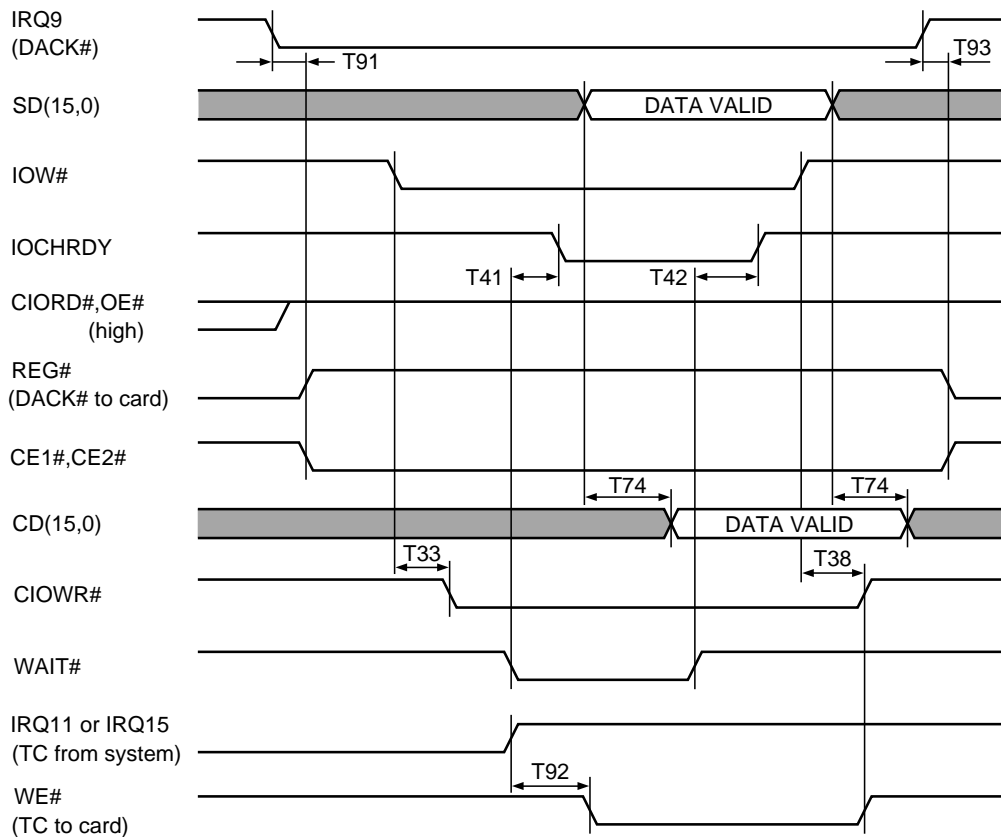 IRQ9
(DACK#)
T91
T93
SD(15,0)
DATA VALID
IOW#
IOCHRDY
T41
T42
CIORD#,OE#
(high)
REG#
(DACK# to card)
CE1#,CE2#
T74
T74
CD(15,0)
DATA VALID
T33
T38
CIOWR#
WAIT#
IRQ11 or IRQ15
(TC from system)
T92
WE#
(TC to card)